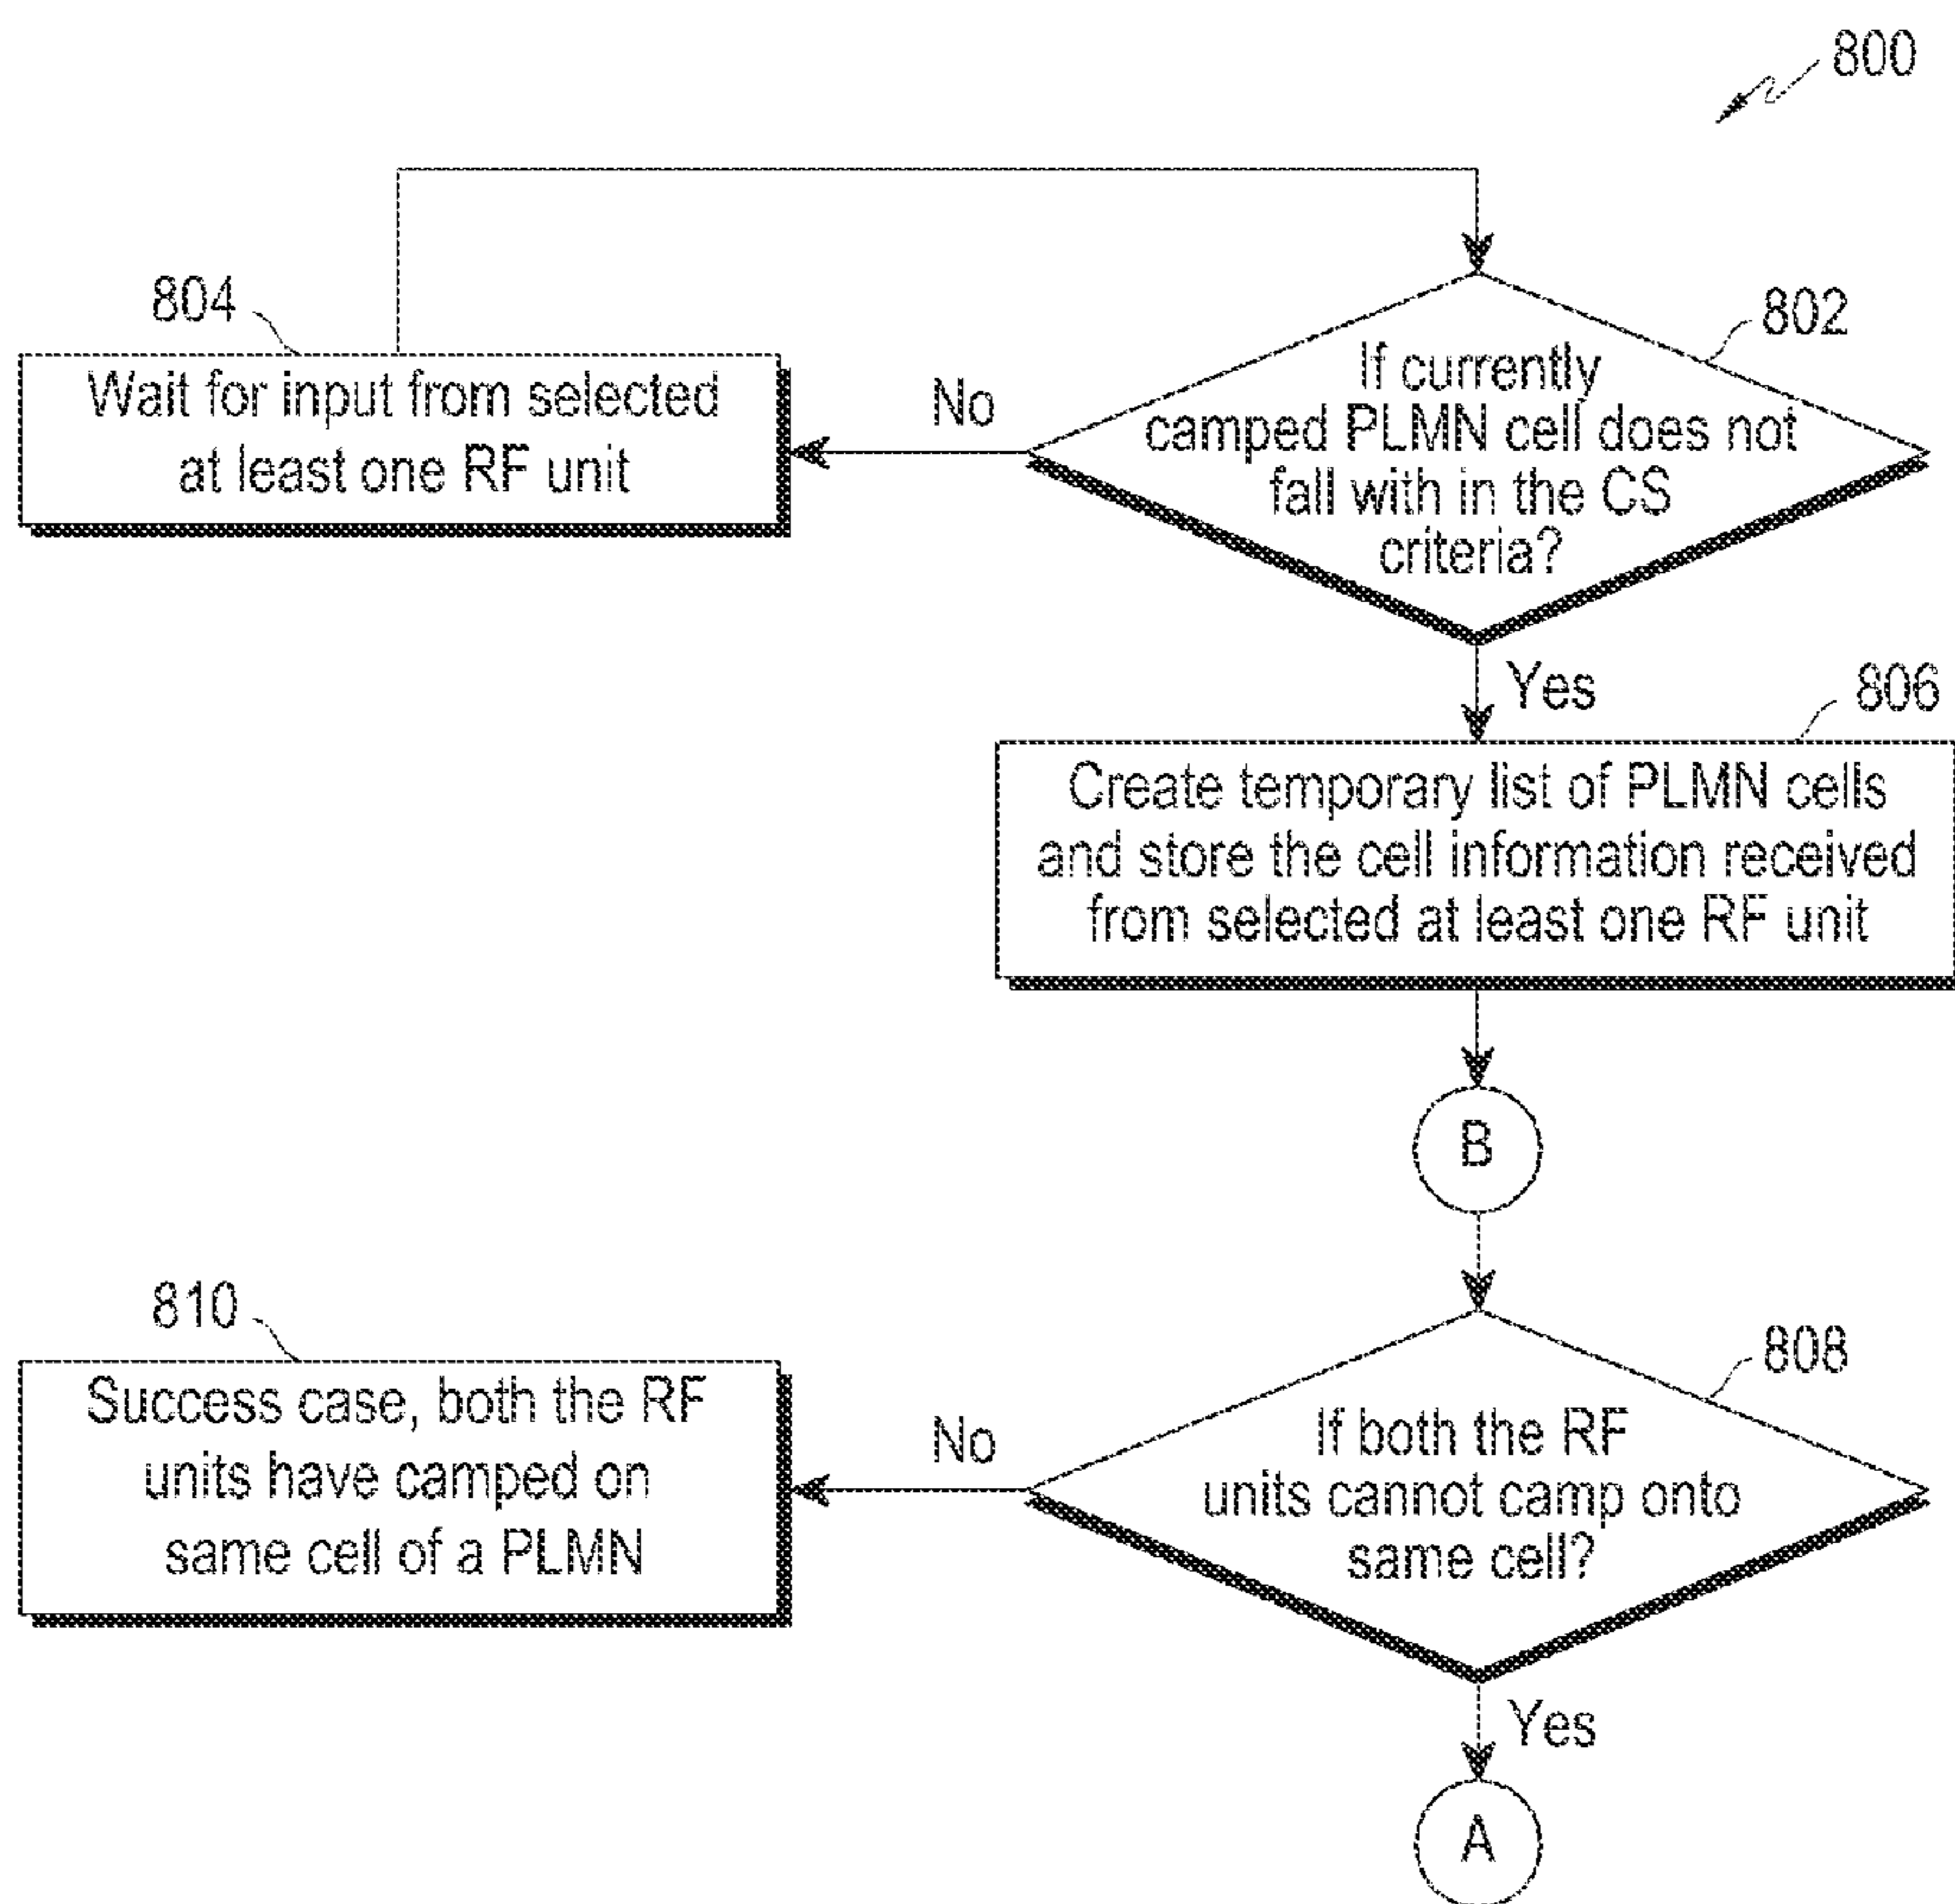 800
804
Wait for input from selected
at least one RF unit
No
802
If currently
camped PLMN cell does not
fall with in the CS
criteria?
Yes
806
Create temporary list of PLMN cells
and store the cell information received
from selected at least one RF unit
B
810
Success case, both the RF
units have camped on
same cell of a PLMN
No
808
If both the RF
units cannot camp onto
same cell?
Yes
A